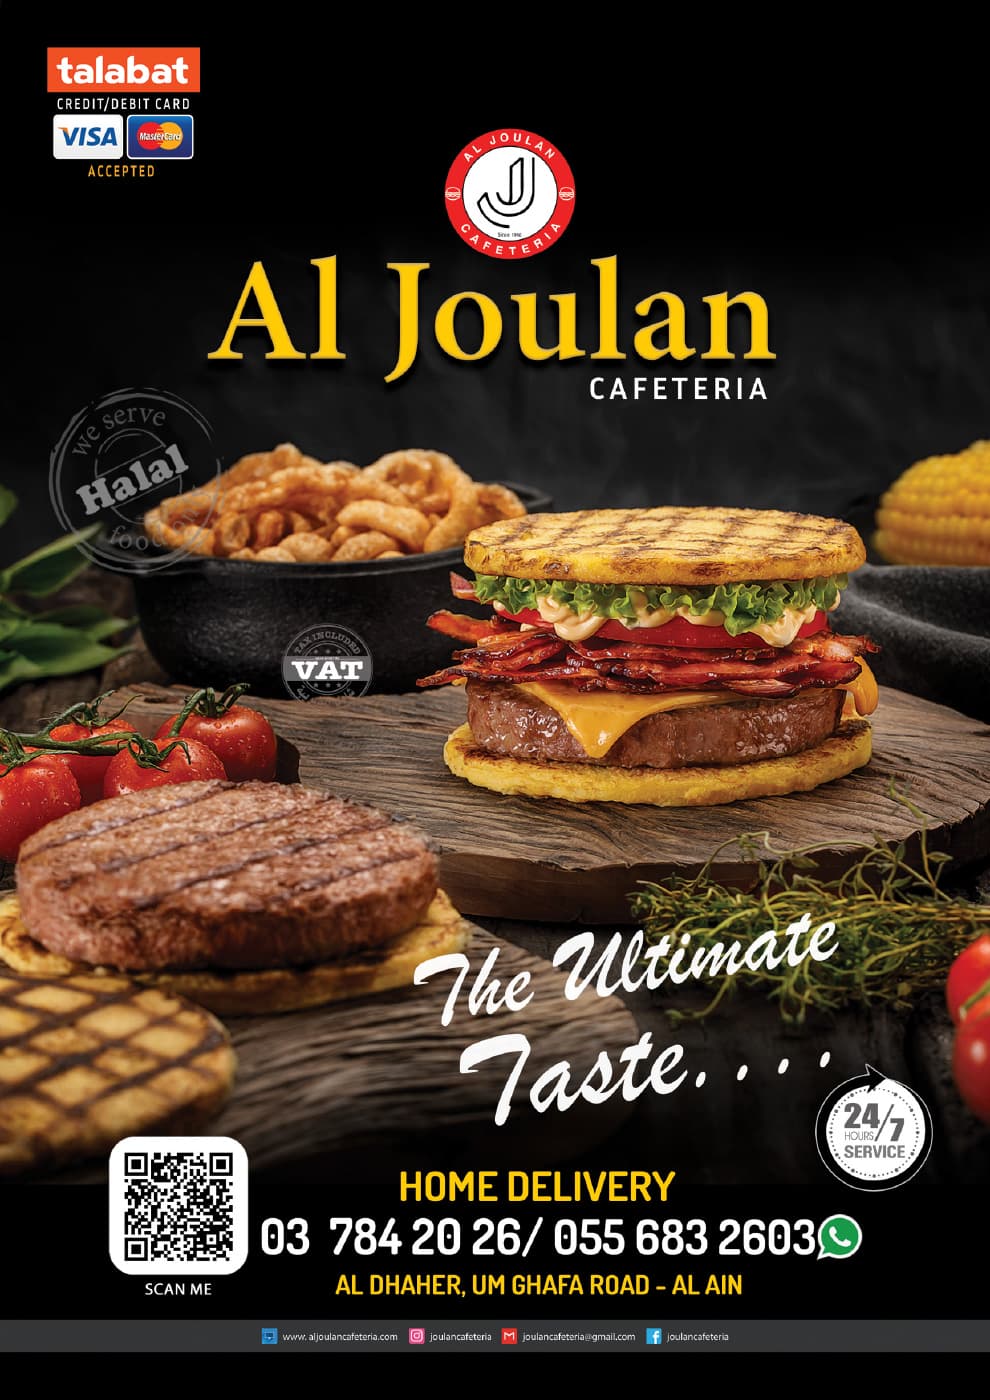 talabat
CREDIT/DEBIT CARD
VISA MasterCard
ACCEPTED
AL JOULAN
Since 1990
CAFETERIA
Al Joulan
CAFETERIA
we serve
Halal
food
TAX INCLUDED
VAT
The Ultimate
Taste....
24/7
HOURS
SERVICE
HOME DELIVERY
03 784 20 26/ 055 683 2603
SCAN ME
AL DHAHER, UM GHAFA ROAD - AL AIN
www. aljoulancafeteria.com joulancafeteria joulancafeteria@gmail.com joulancafeteria